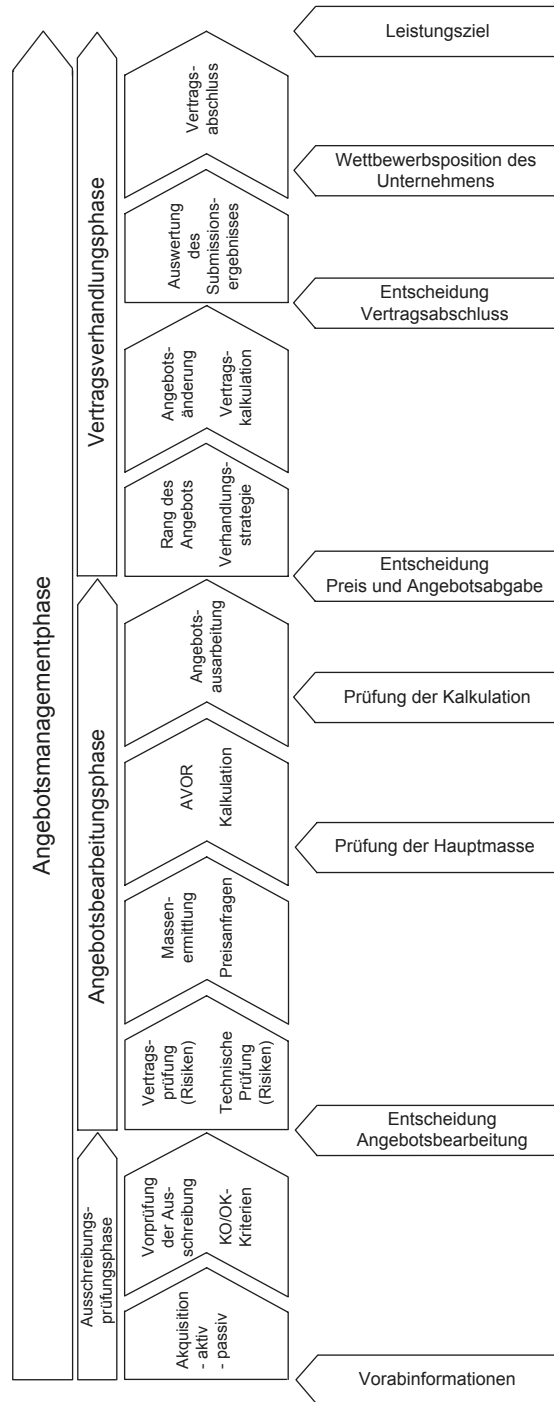 Angebotsmanagementphase
Ausschreibungs-
prüfungsphase
Angebotsbearbeitungsphase
Vertragsverhandlungsphase
Akquisition
- aktiv
- passiv
Vorprüfung
der Aus-
schreibung
KO/OK-
Kriterien
Vertrags-
prüfung
(Risiken)
Technische
Prüfung
(Risiken)
Massen-
ermittlung
Preisanfragen
AVOR
Kalkulation
Angebots-
ausarbeitung
Rang des
Angebots
Verhandlungs-
strategie
Angebots-
änderung
Vertrags-
kalkulation
Auswertung
des
Submissions-
ergebnisses
Vertrags-
abschluss
Leistungsziel
Wettbewerbsposition des
Unternehmens
Entscheidung
Vertragsabschluss
Entscheidung
Preis und Angebotsabgabe
Prüfung der Kalkulation
Prüfung der Hauptmasse
Entscheidung
Angebotsbearbeitung
Vorabinformationen